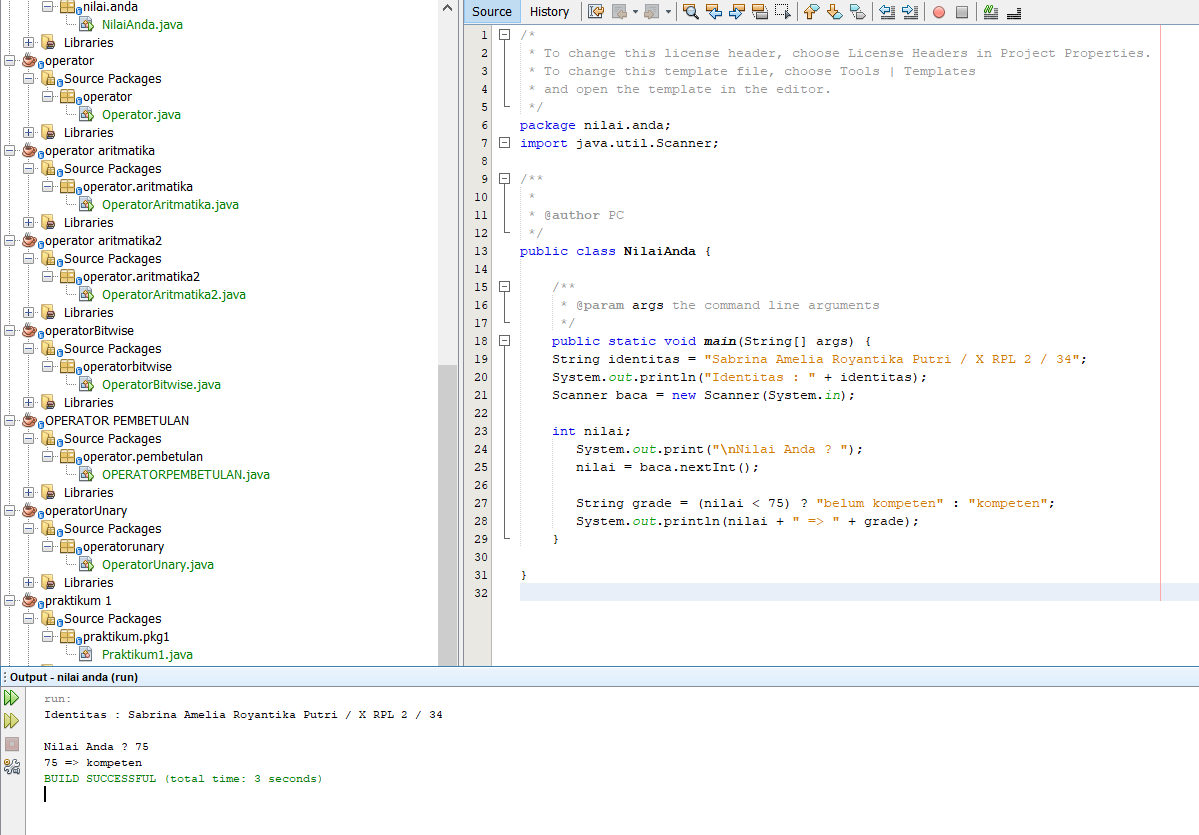 nilai.anda
NilaiAnda.java
Libraries
operator
Source Packages
operator
Operator.java
Libraries
operator aritmatika
Source Packages
operator.aritmatika
OperatorAritmatika.java
Libraries
operator aritmatika2
Source Packages
operator.aritmatika2
OperatorAritmatika2.java
Libraries
operatorBitwise
Source Packages
operatorbitwise
OperatorBitwise.java
Libraries
OPERATOR PEMBETULAN
Source Packages
operator.pembetulan
OPERATORPEMBETULAN.java
Libraries
operatorUnary
Source Packages
operatorunary
OperatorUnary.java
Libraries
praktikum 1
Source Packages
praktikum.pkg1
Praktikum1.java
Source History
1 /*
2 * To change this license header, choose License Headers in Project Properties.
3 * To change this template file, choose Tools | Templates
4 * and open the template in the editor.
5 */
6 package nilai.anda;
7 import java.util.Scanner;
8
9 /**
10 *
11 * @author PC
12 */
13 public class NilaiAnda {
14
15 /**
16 * @param args the command line arguments
17 */
18 public static void main(String[] args) {
19 String identitas = "Sabrina Amelia Royantika Putri / X RPL 2 / 34";
20 System.out.println("Identitas : " + identitas);
21 Scanner baca = new Scanner(System.in);
22
23 int nilai;
24 System.out.print("\nNilai Anda ? ");
25 nilai = baca.nextInt();
26
27 String grade = (nilai < 75) ? "belum kompeten" : "kompeten";
28 System.out.println(nilai + " => " + grade);
29 }
30
31 }
32
Output - nilai anda (run)
run:
Identitas : Sabrina Amelia Royantika Putri / X RPL 2 / 34
Nilai Anda ? 75
75 => kompeten
BUILD SUCCESSFUL (total time: 3 seconds)